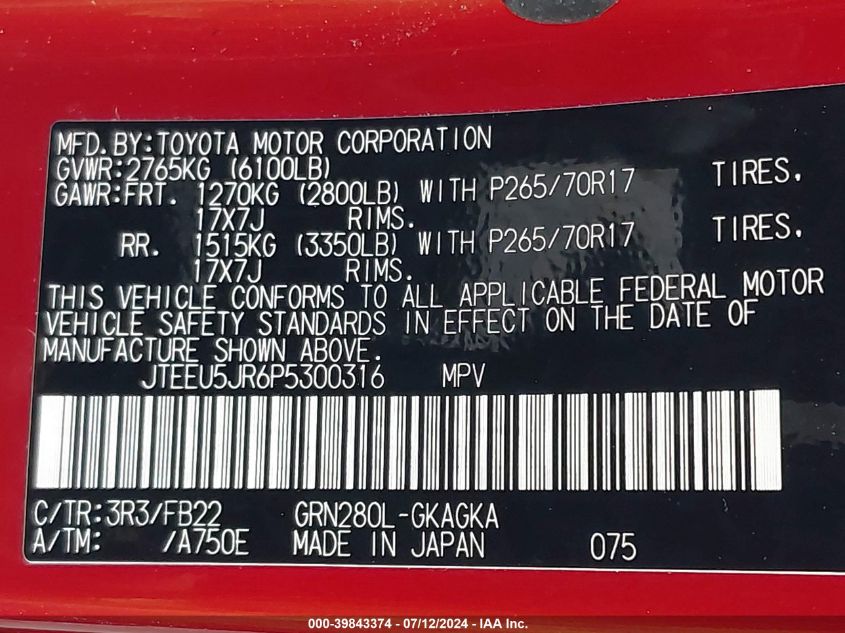 MFD. BY:TOYOTA MOTOR CORPORATION
GVWR:2765KG (6100LB)
GAWR:FRT. 1270KG (2800LB) WITH P265/70R17 TIRES,
17X7J RIMS.
RR. 1515KG (3350LB) WITH P265/70R17 TIRES,
17X7J RIMS.
THIS VEHICLE CONFORMS TO ALL APPLICABLE FEDERAL MOTOR
VEHICLE SAFETY STANDARDS IN EFFECT ON THE DATE OF
MANUFACTURE SHOWN ABOVE.
JTEEU5JR6P5300316 MPV
C/TR:3R3/FB22 GRN280L-GKAGKA
A/TM: /A750E MADE IN JAPAN 075
000-39843374 - 07/12/2024 - IAA Inc.